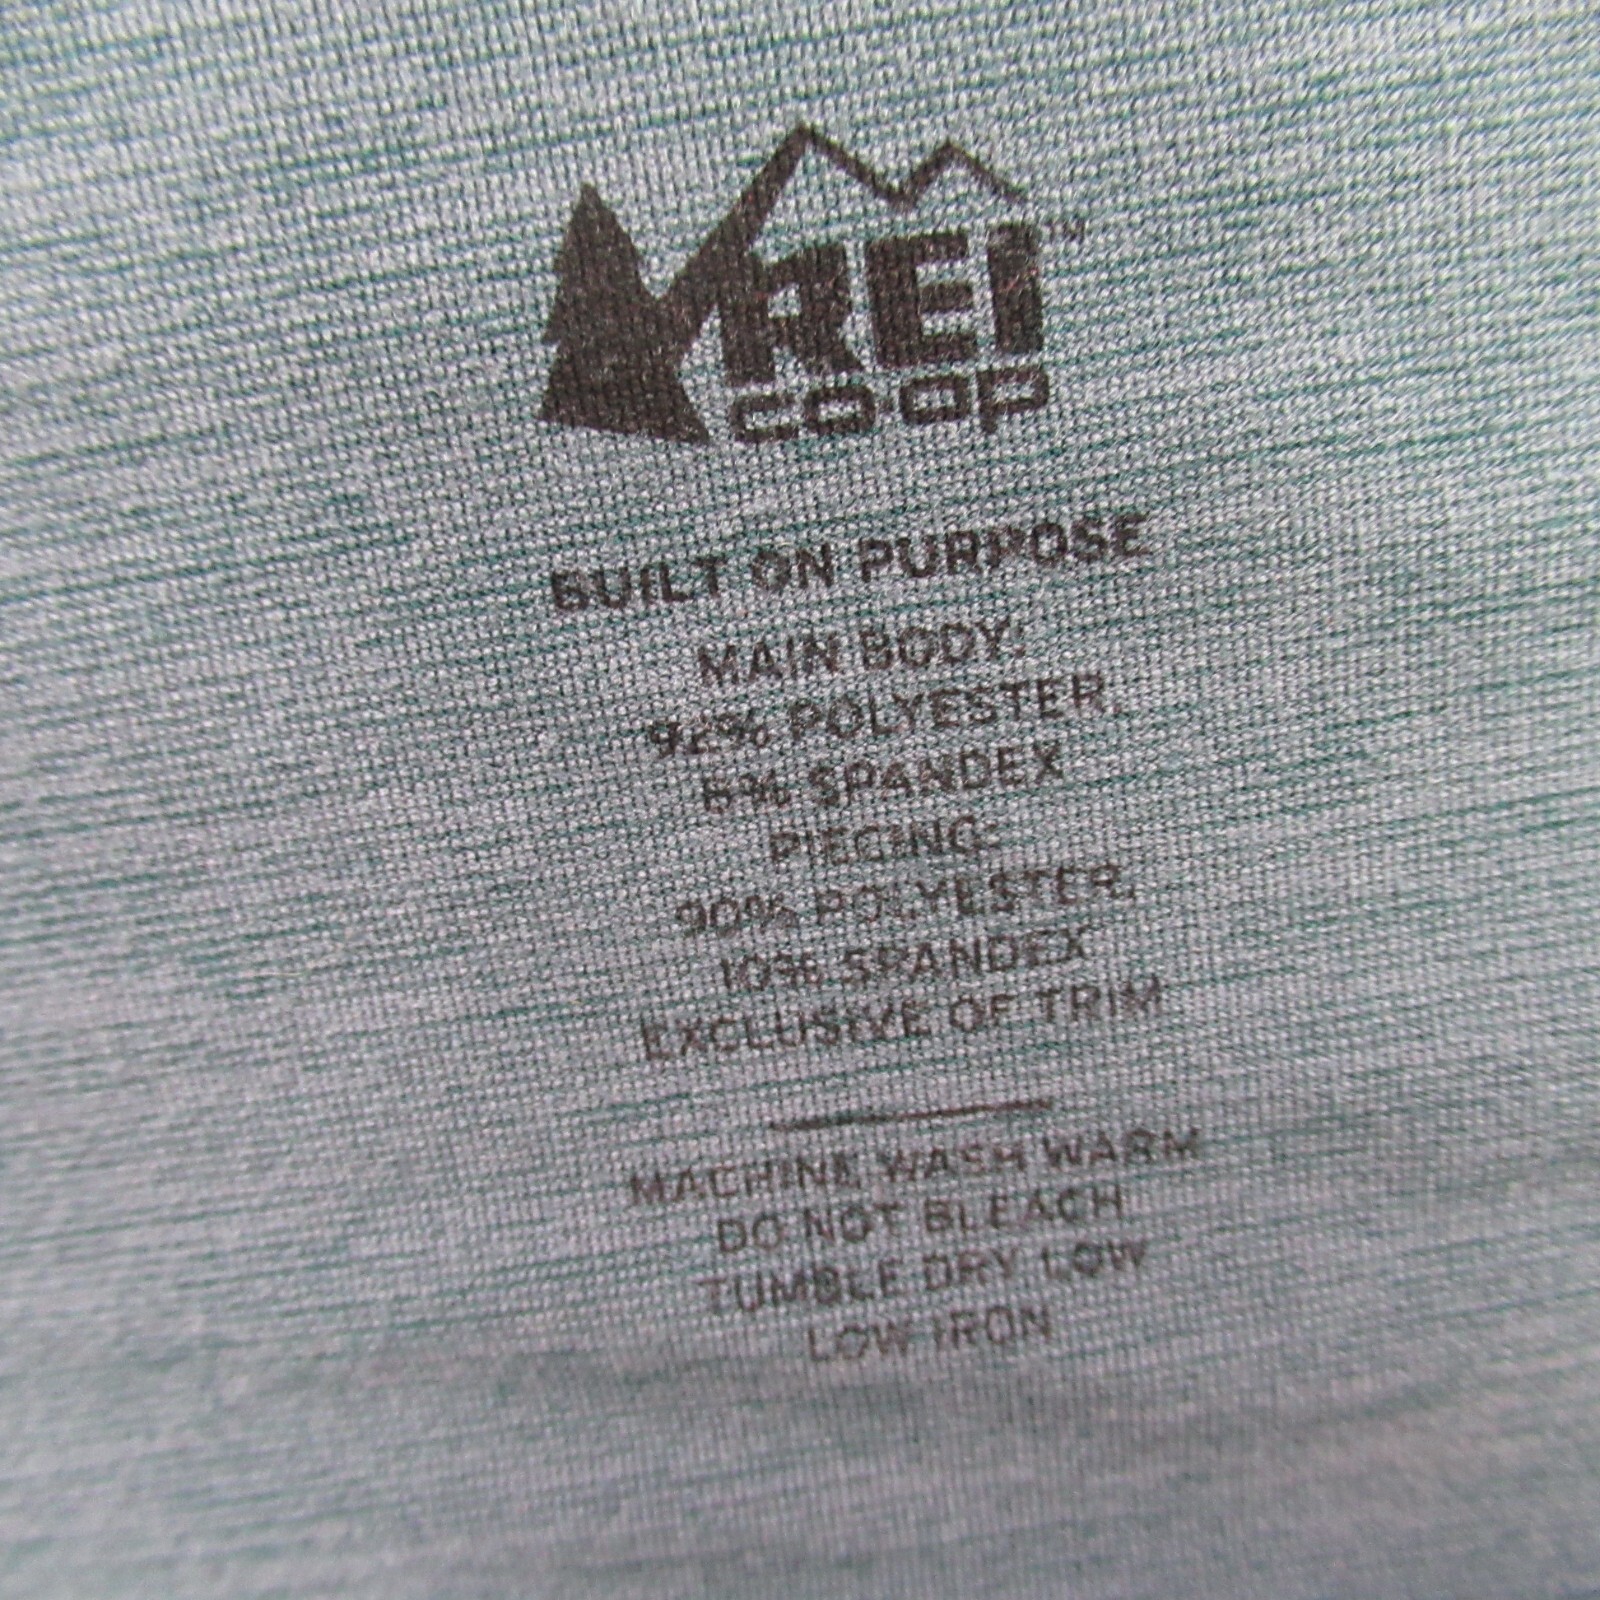 REI™
CO·OP
BUILT ON PURPOSE
MAIN BODY:
92% POLYESTER,
8% SPANDEX
PIECING:
90% POLYESTER,
10% SPANDEX
EXCLUSIVE OF TRIM
MACHINE WASH WARM
DO NOT BLEACH
TUMBLE DRY LOW
LOW IRON